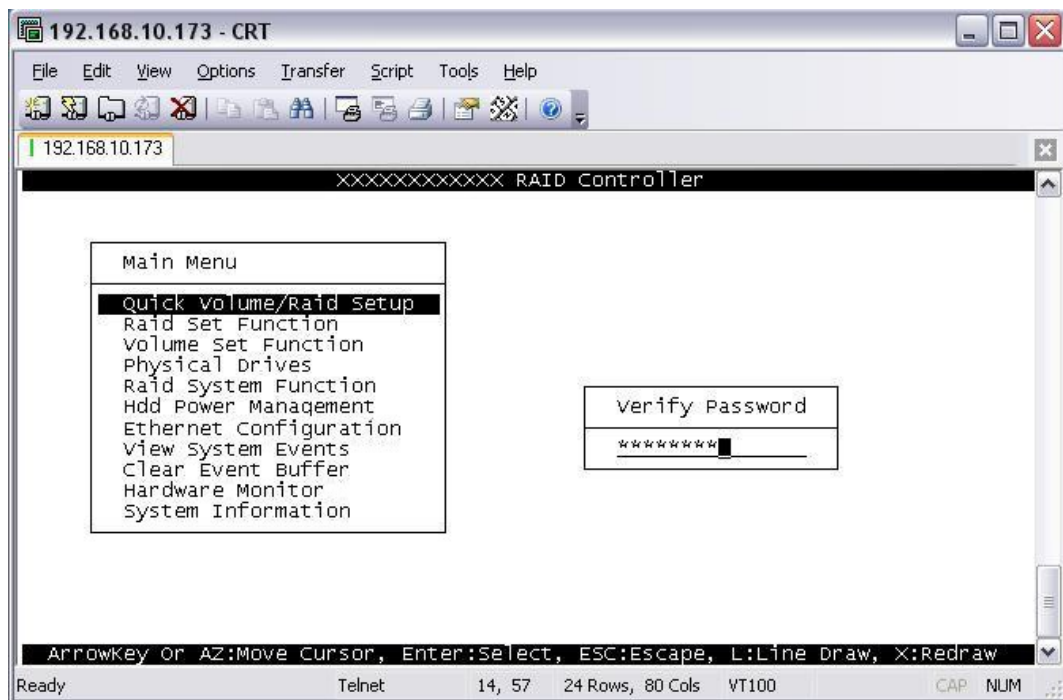 192.168.10.173 - CRT
File Edit View Options Transfer Script Tools Help
192.168.10.173
XXXXXXXXXXXX RAID Controller
Main Menu
Quick Volume/Raid Setup
Raid Set Function
Volume Set Function
Physical Drives
Raid System Function
Hdd Power Management
Ethernet Configuration
View System Events
Clear Event Buffer
Hardware Monitor
System Information
Verify Password
********
ArrowKey Or AZ:Move Cursor, Enter:Select, ESC:Escape, L:Line Draw, X:Redraw
Ready Telnet 14, 57 24 Rows, 80 Cols VT100 CAP NUM